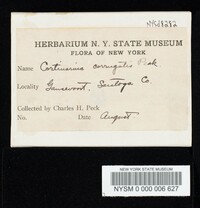 HERBARIUM N. Y. STATE MUSEUM
FLORA OF NEW YORK
Name Cortinarius corrugatus Peck
Locality Gansevoort, Saratoga Co.
Collected by Charles H. Peck
No. Date August
NEW YORK STATE MUSEUM
NYSM 0 000 006 627